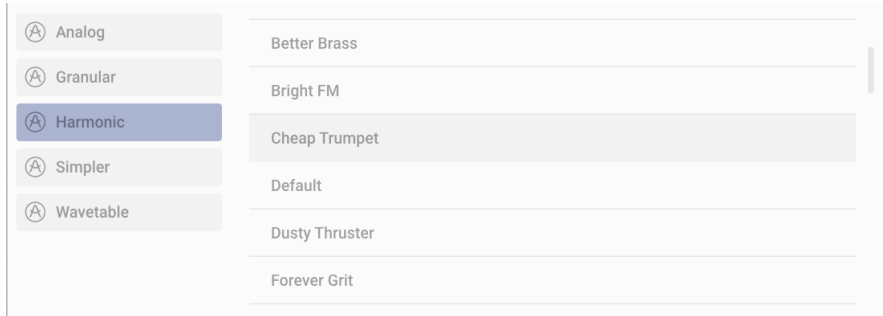 Analog
Granular
Harmonic
Simpler
Wavetable
Better Brass
Bright FM
Cheap Trumpet
Default
Dusty Thruster
Forever Grit